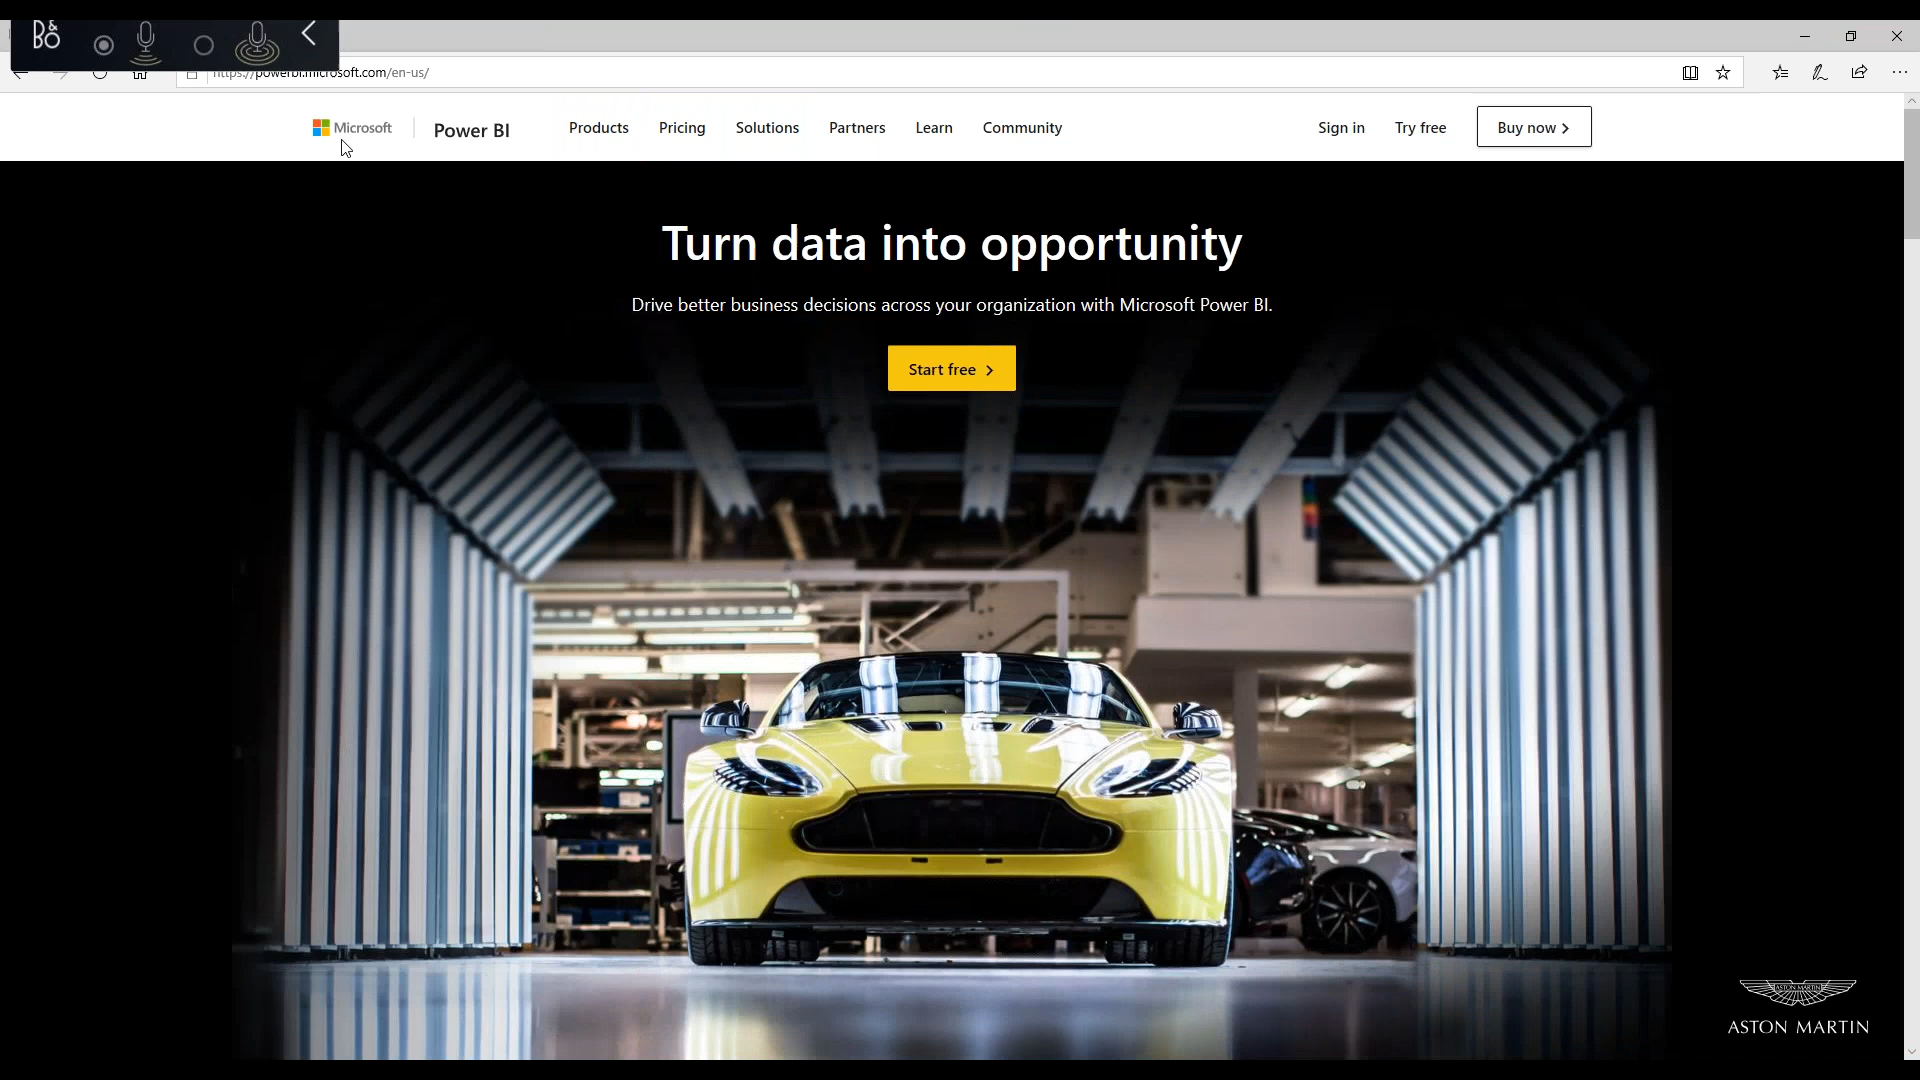 B&O
https://powerbi.microsoft.com/en-us/
Microsoft
Power BI
Products
Pricing
Solutions
Partners
Learn
Community
Sign in
Try free
Buy now
Turn data into opportunity
Drive better business decisions across your organization with Microsoft Power BI.
Start free
ASTON MARTIN
ASTON MARTIN